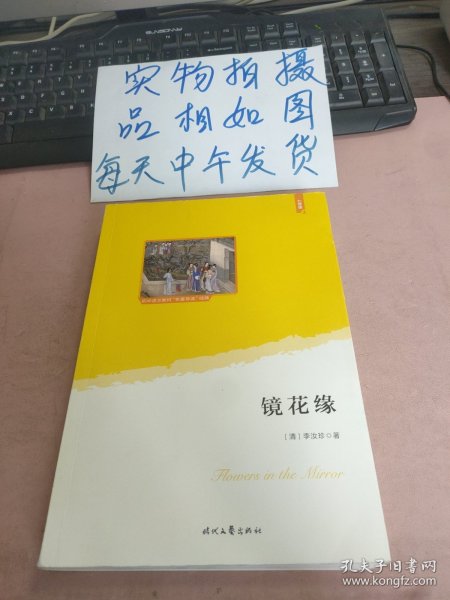 实物拍摄
品相如图
每天中午发货
镜花缘
[清]李汝珍◇著
Flowers in the Mirror
时代文艺出版社
孔夫子旧书网
www.kongfz.com